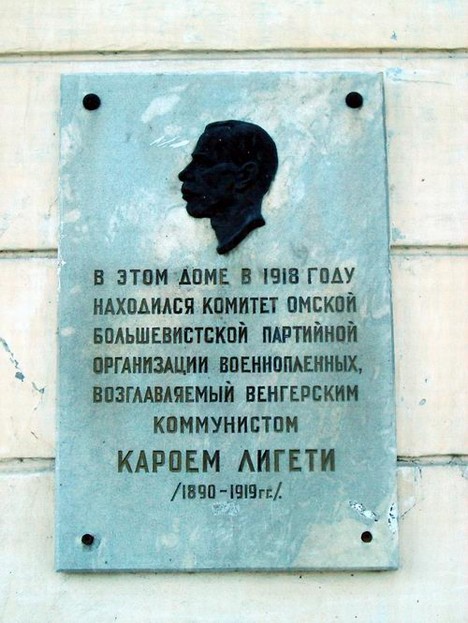 В ЭТОМ ДОМЕ В 1918 ГОДУ
НАХОДИЛСЯ КОМИТЕТ ОМСКОЙ
БОЛЬШЕВИСТСКОЙ ПАРТИЙНОЙ
ОРГАНИЗАЦИИ ВОЕННОПЛЕННЫХ,
ВОЗГЛАВЛЯЕМЫЙ ВЕНГЕРСКИМ
КОММУНИСТОМ
КАРОЕМ ЛИГЕТИ
/1890-1919гг./.